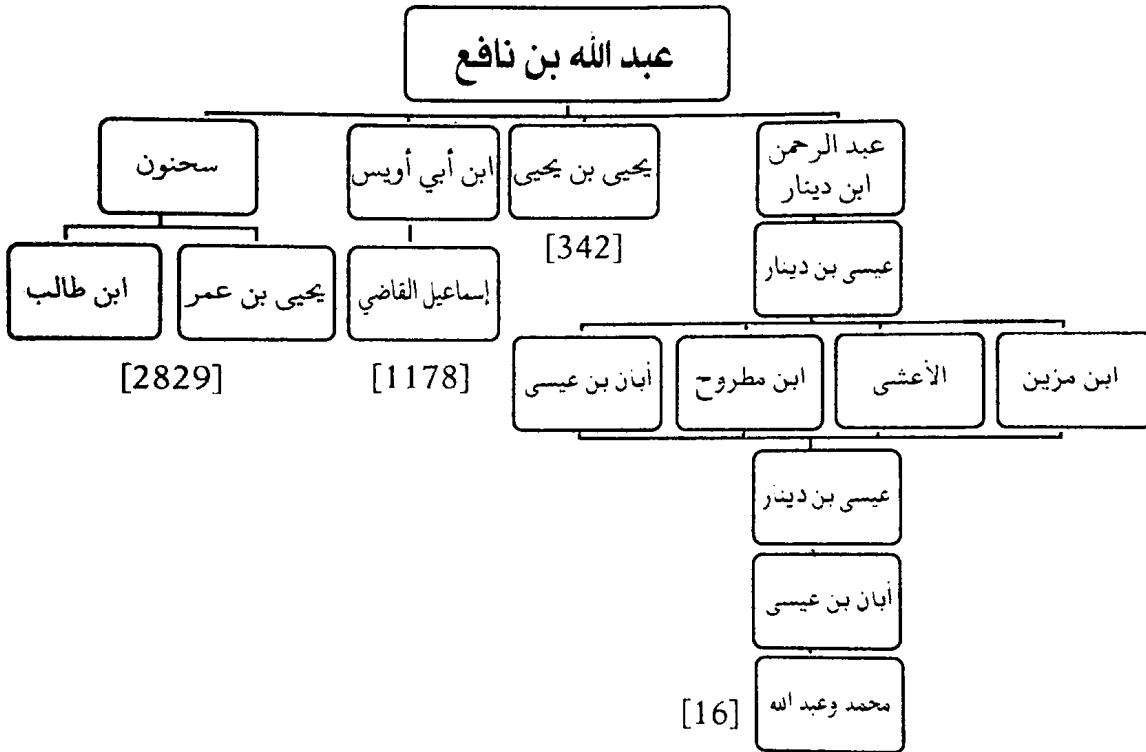 عبد الله بن نافع
عبد الرحمن
ابن دينار
يحيى بن يحيى
ابن أبي أويس
سحنون
[342]
عيسى بن دينار
إسماعيل القاضي
يحيى بن عمر
ابن طالب
[1178]
[2829]
ابن مزين
الأعشى
ابن مطروح
أبان بن عيسى
عيسى بن دينار
أبان بن عيسى
محمد وعبد الله
[16]